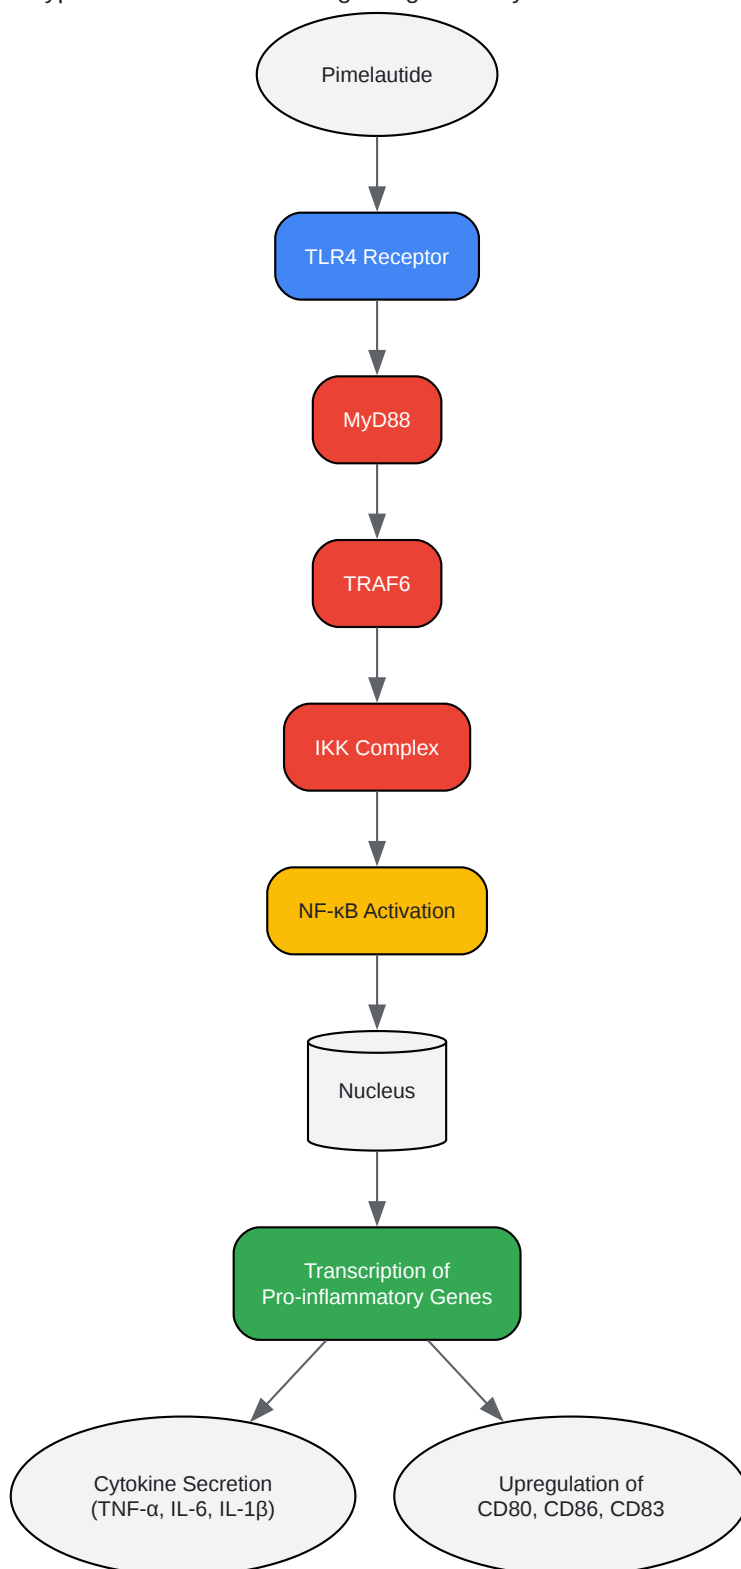 Pimelautide
TLR4 Receptor
MyD88
TRAF6
IKK Complex
NF-κB Activation
Nucleus
Transcription of
Pro-inflammatory Genes
Cytokine Secretion
(TNF-α, IL-6, IL-1β)
Upregulation of
CD80, CD86, CD83